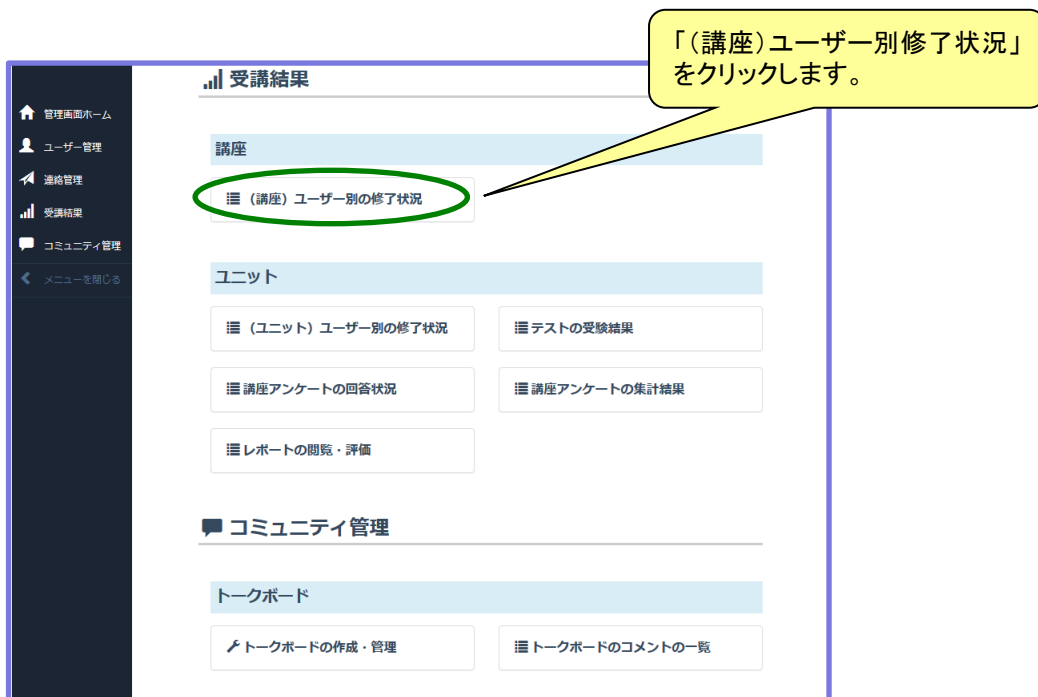 「(講座)ユーザー別修了状況」
をクリックします。
管理画面ホーム
ユーザー管理
連絡管理
受講結果
コミュニティ管理
メニューを閉じる
受講結果
講座
(講座)ユーザー別の修了状況
ユニット
(ユニット)ユーザー別の修了状況
テストの受験結果
講座アンケートの回答状況
講座アンケートの集計結果
レポートの閲覧・評価
コミュニティ管理
トークボード
トークボードの作成・管理
トークボードのコメントの一覧